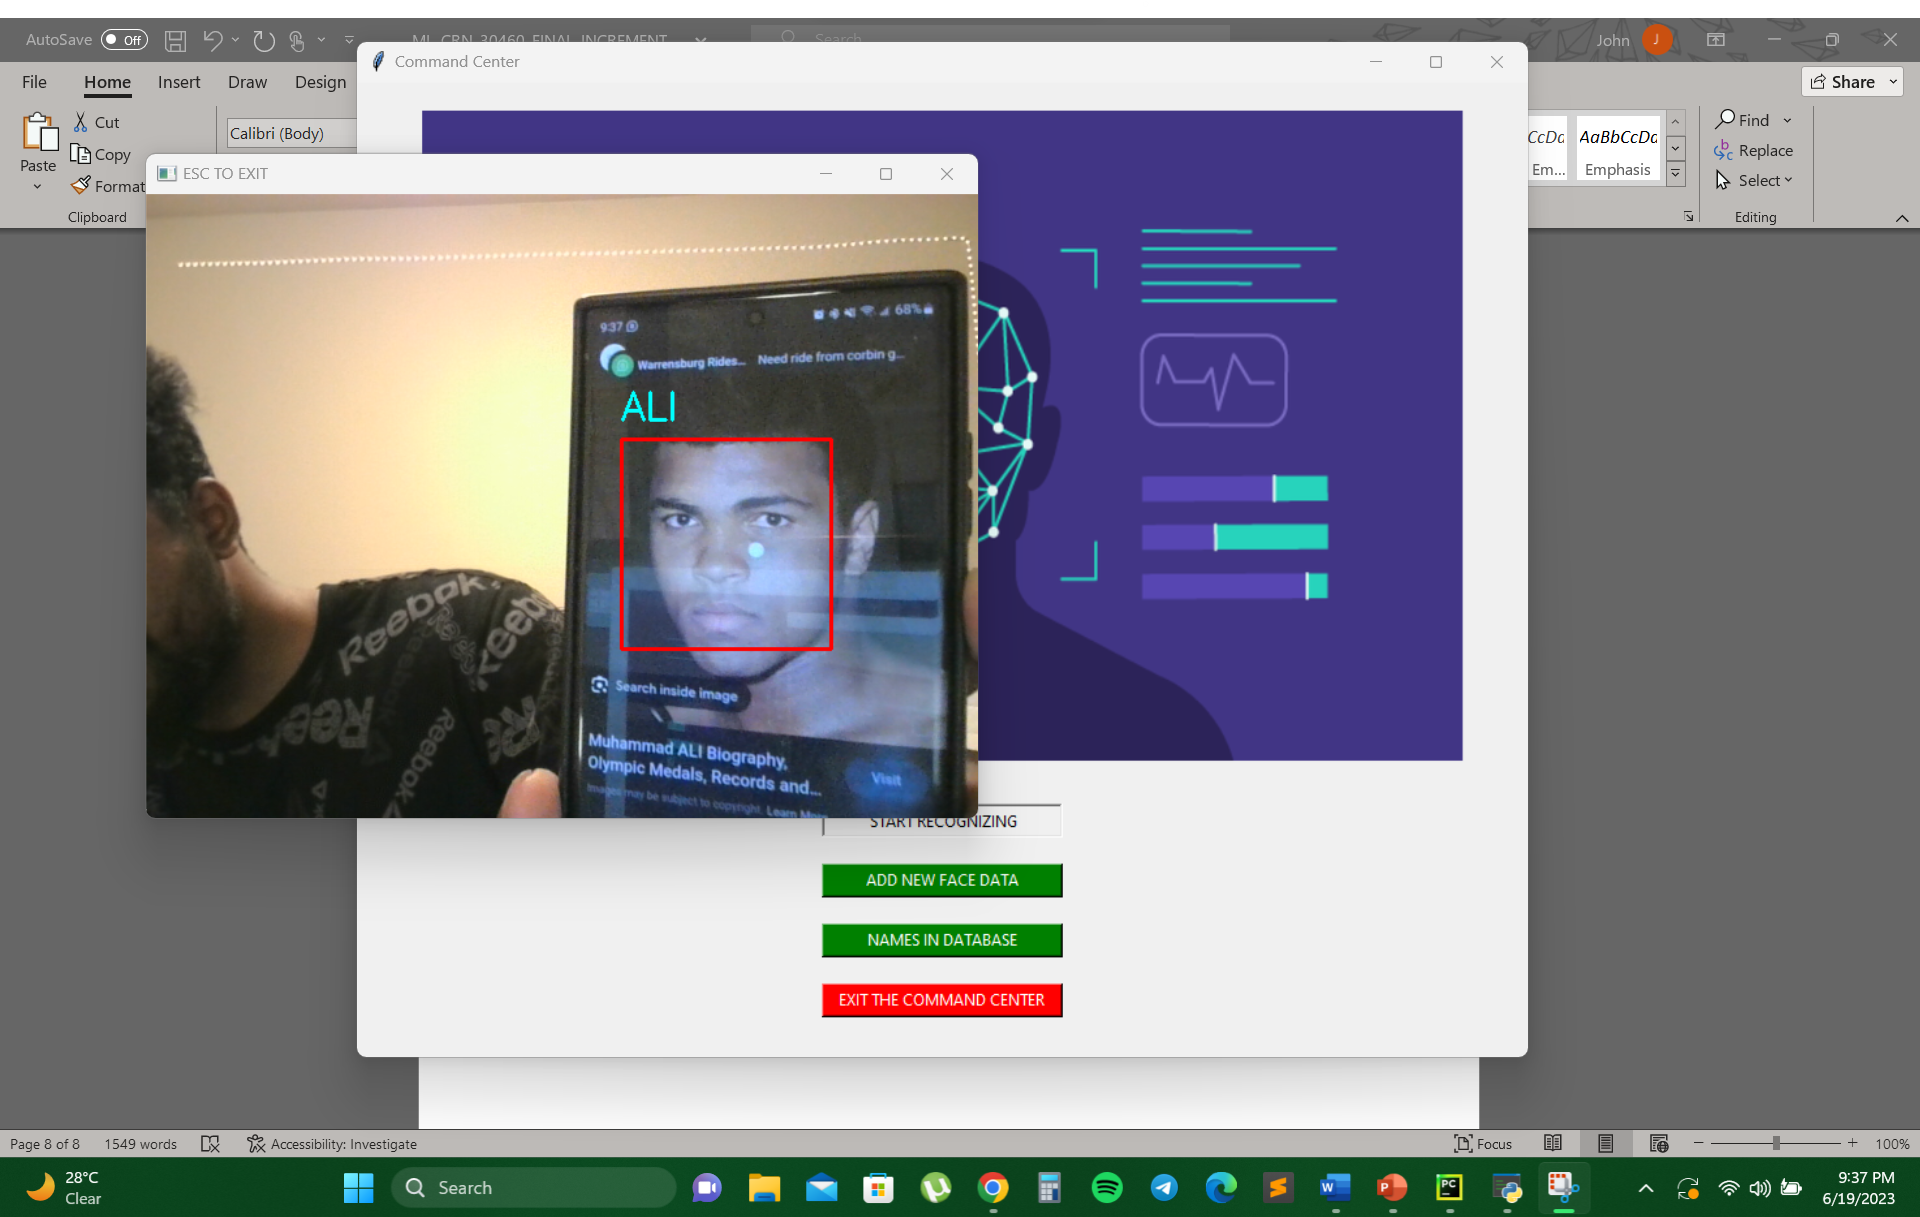 AutoSave Off
ML_CRN_30460_FINAL_INCREMENT
Search
John J
File Home Insert Draw Design
Share
Command Center
Paste
Cut
Copy
Format
Clipboard
Calibri (Body)
CcDc AaBbCcDc
Em... Emphasis
Find
Replace
Select
Editing
ESC TO EXIT
9:37 68%
Warrensburg Rides... Need ride from corbin g...
ALI
Reebok
Reebok
Reebok
Search inside image
Muhammad ALI Biography,
Olympic Medals, Records and...
Visit
Images may be subject to copyright. Learn More
START RECOGNIZING
ADD NEW FACE DATA
NAMES IN DATABASE
EXIT THE COMMAND CENTER
Page 8 of 8 1549 words Accessibility: Investigate
Focus 100%
28°C
Clear
Search
PC
W
P
9:37 PM
6/19/2023